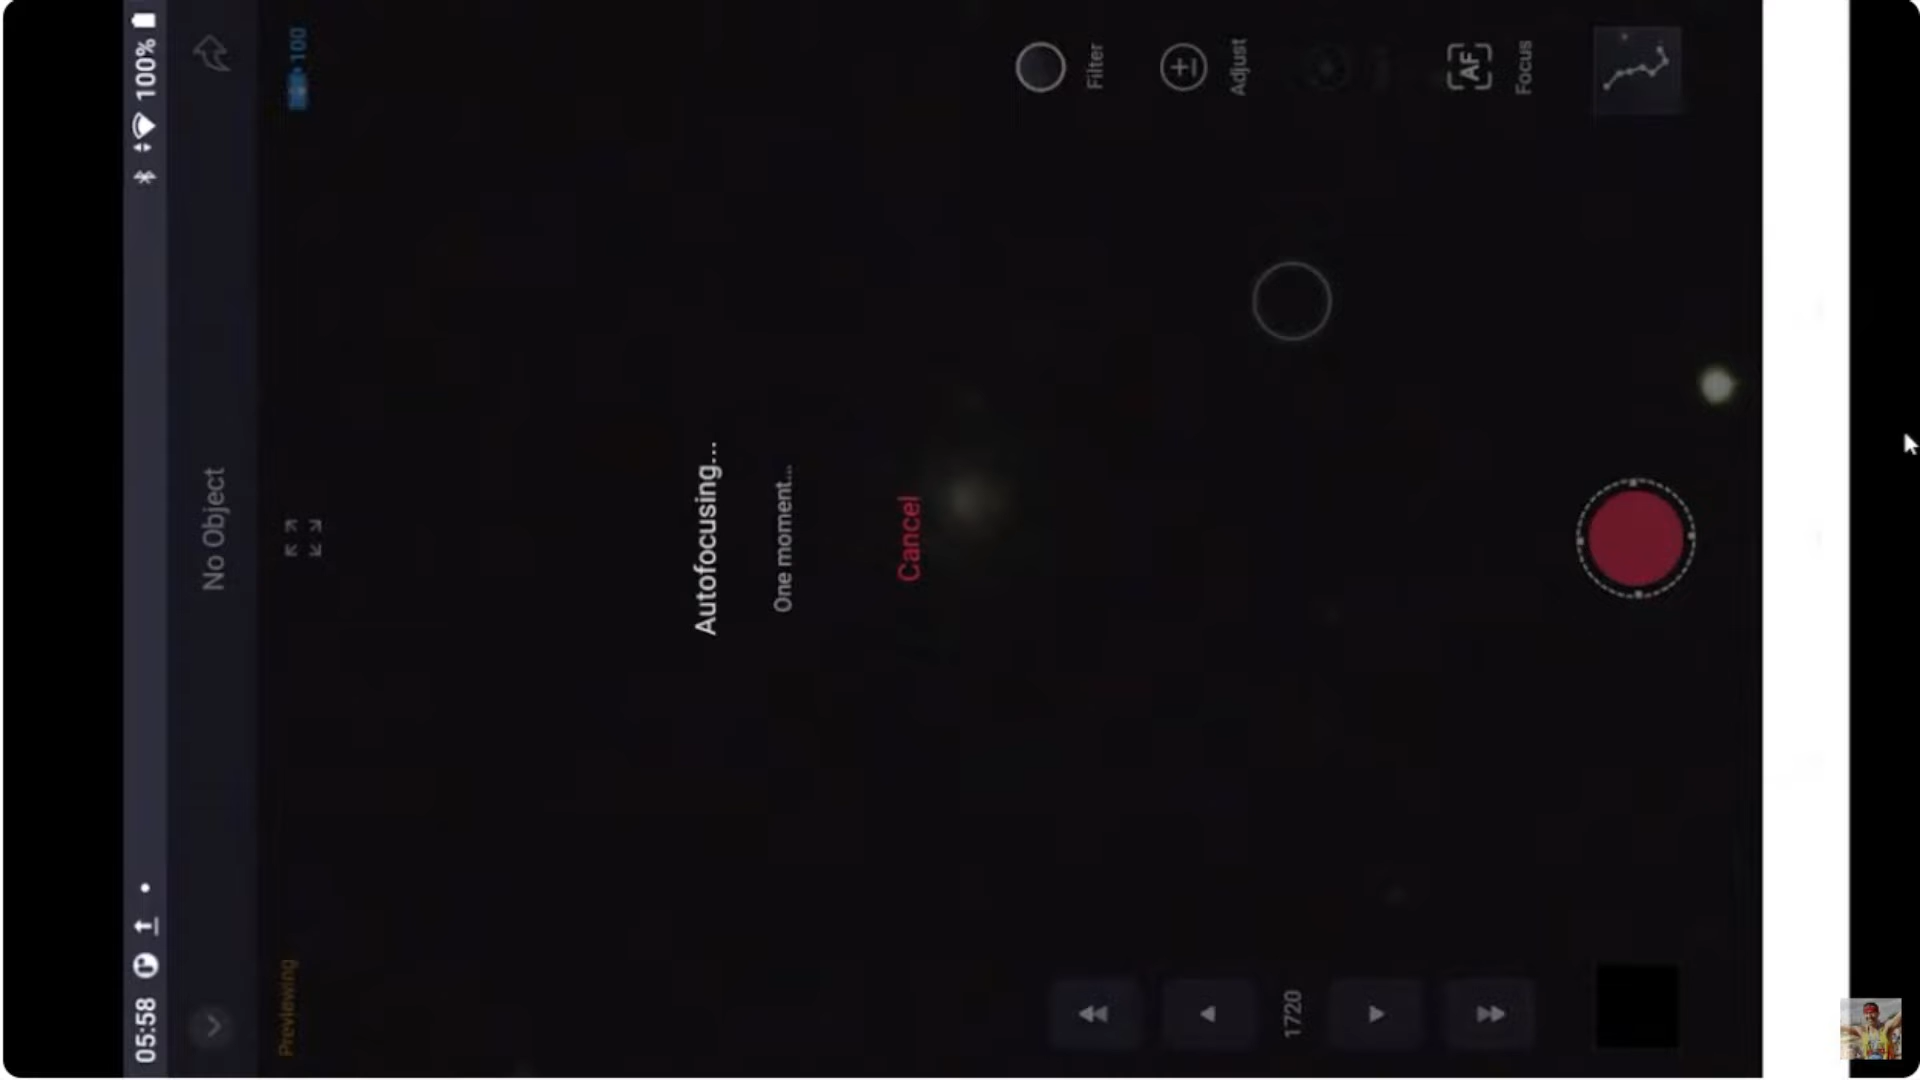 05:58
100%
No Object
Previewing
100
Autofocusing...
One moment...
Cancel
1720
Filter
Adjust
AF
Focus